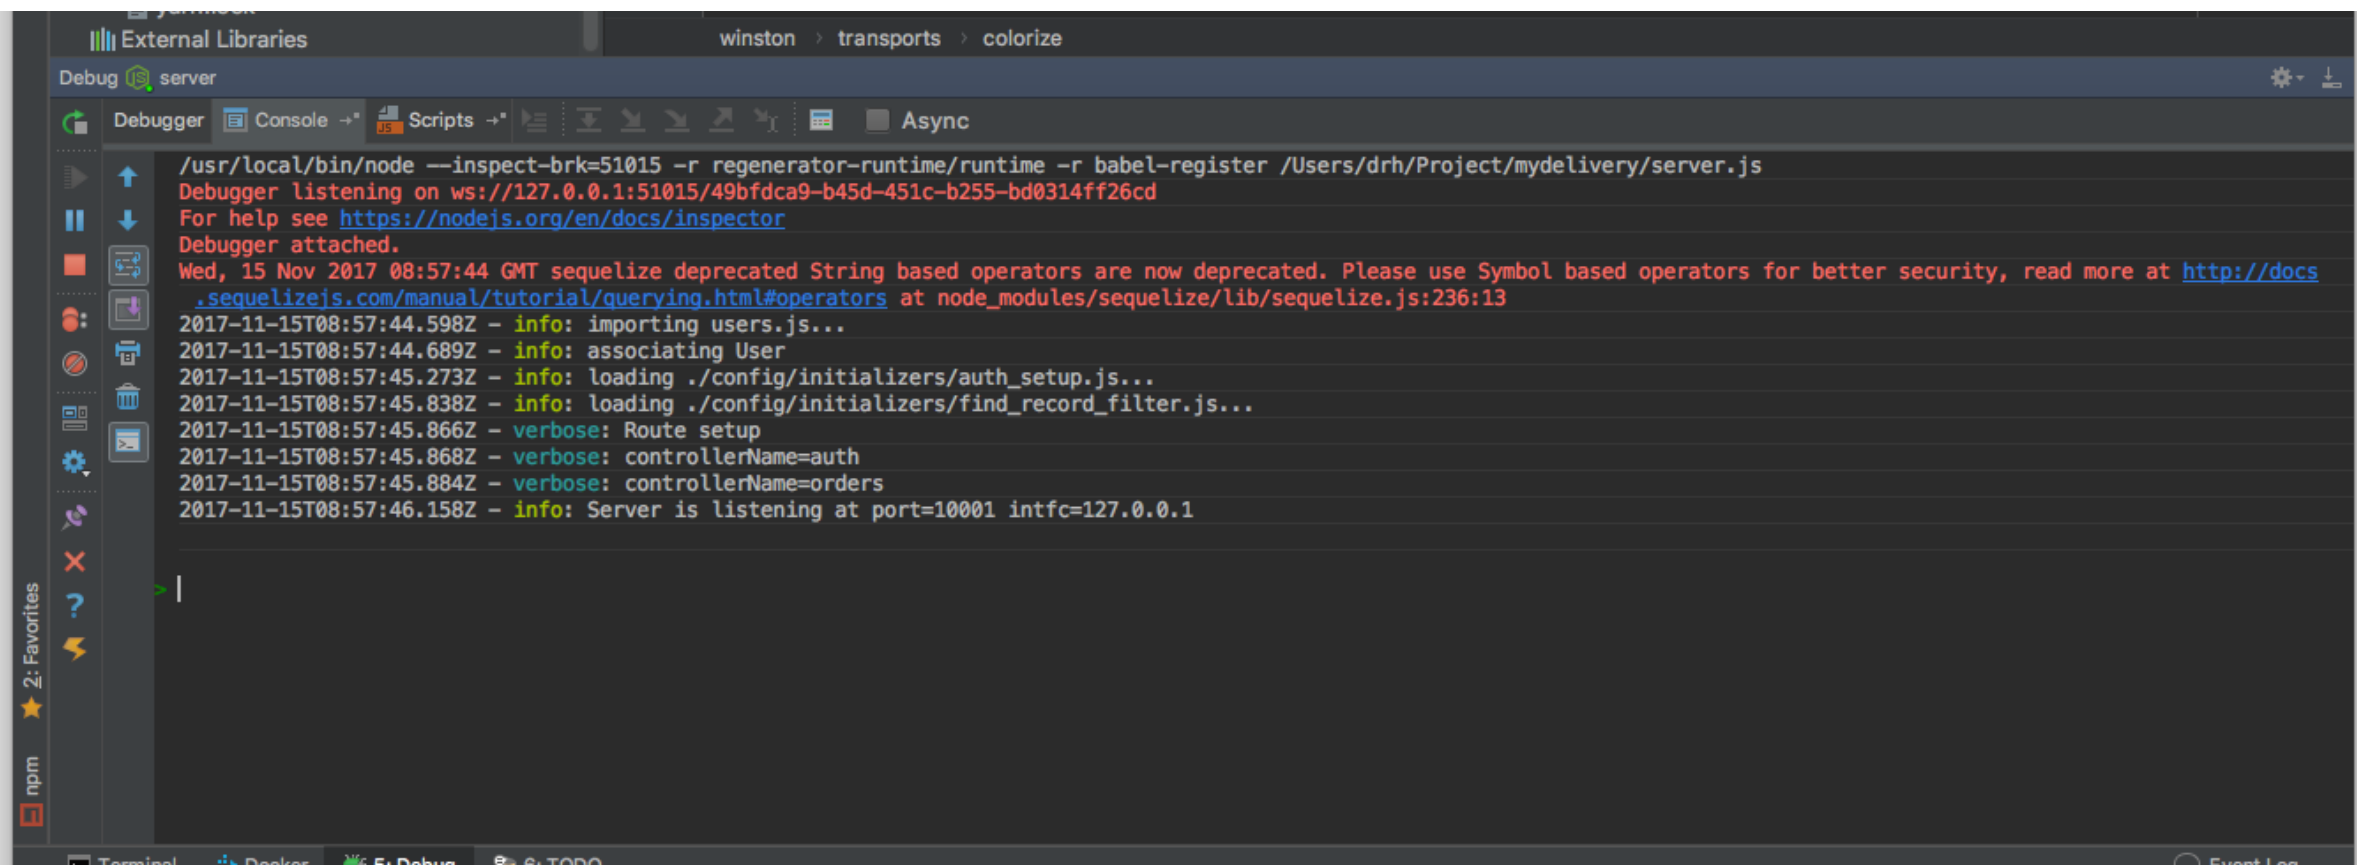 External Libraries
winston › transports › colorize
Debug server
Debugger Console Scripts Async
/usr/local/bin/node --inspect-brk=51015 -r regenerator-runtime/runtime -r babel-register /Users/drh/Project/mydelivery/server.js
Debugger listening on ws://127.0.0.1:51015/49bfdca9-b45d-451c-b255-bd0314ff26cd
For help see https://nodejs.org/en/docs/inspector
Debugger attached.
Wed, 15 Nov 2017 08:57:44 GMT sequelize deprecated String based operators are now deprecated. Please use Symbol based operators for better security, read more at http://docs
.sequelizejs.com/manual/tutorial/querying.html#operators at node_modules/sequelize/lib/sequelize.js:236:13
2017-11-15T08:57:44.598Z - info: importing users.js...
2017-11-15T08:57:44.689Z - info: associating User
2017-11-15T08:57:45.273Z - info: loading ./config/initializers/auth_setup.js...
2017-11-15T08:57:45.838Z - info: loading ./config/initializers/find_record_filter.js...
2017-11-15T08:57:45.866Z - verbose: Route setup
2017-11-15T08:57:45.868Z - verbose: controllerName=auth
2017-11-15T08:57:45.884Z - verbose: controllerName=orders
2017-11-15T08:57:46.158Z - info: Server is listening at port=10001 intfc=127.0.0.1
>
2: Favorites
npm
Terminal Docker 5: Debug 6: TODO Event Log